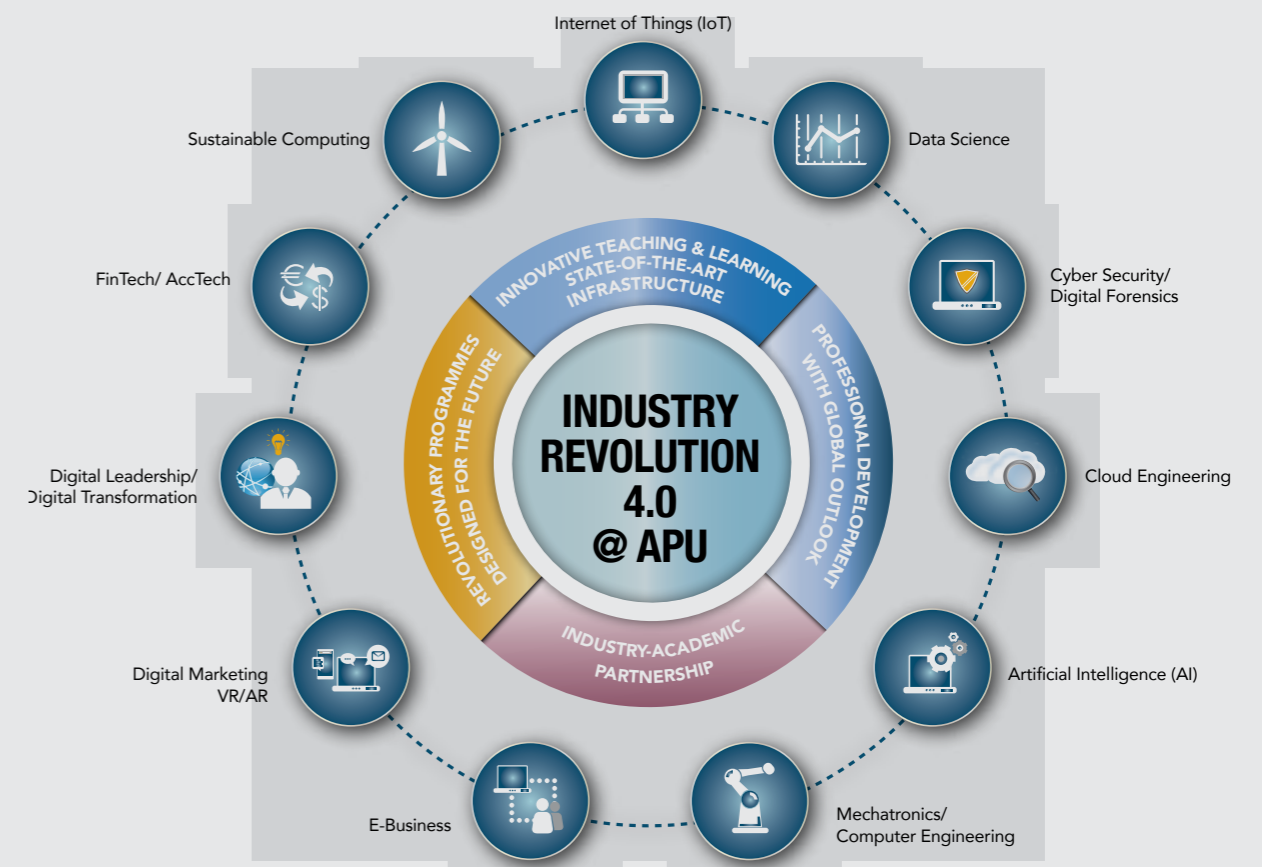 Internet of Things (IoT)
Sustainable Computing
Data Science
FinTech/ AccTech
Cyber Security/
Digital Forensics
Digital Leadership/
Digital Transformation
Cloud Engineering
Digital Marketing
VR/AR
Artificial Intelligence (AI)
E-Business
Mechatronics/
Computer Engineering
INNOVATIVE TEACHING & LEARNING
STATE-OF-THE-ART
INFRASTRUCTURE
PROFESSIONAL DEVELOPMENT
WITH GLOBAL OUTLOOK
INDUSTRY-ACADEMIC
PARTNERSHIP
REVOLUTIONARY PROGRAMMES
DESIGNED FOR THE FUTURE
INDUSTRY
REVOLUTION
4.0
@ APU